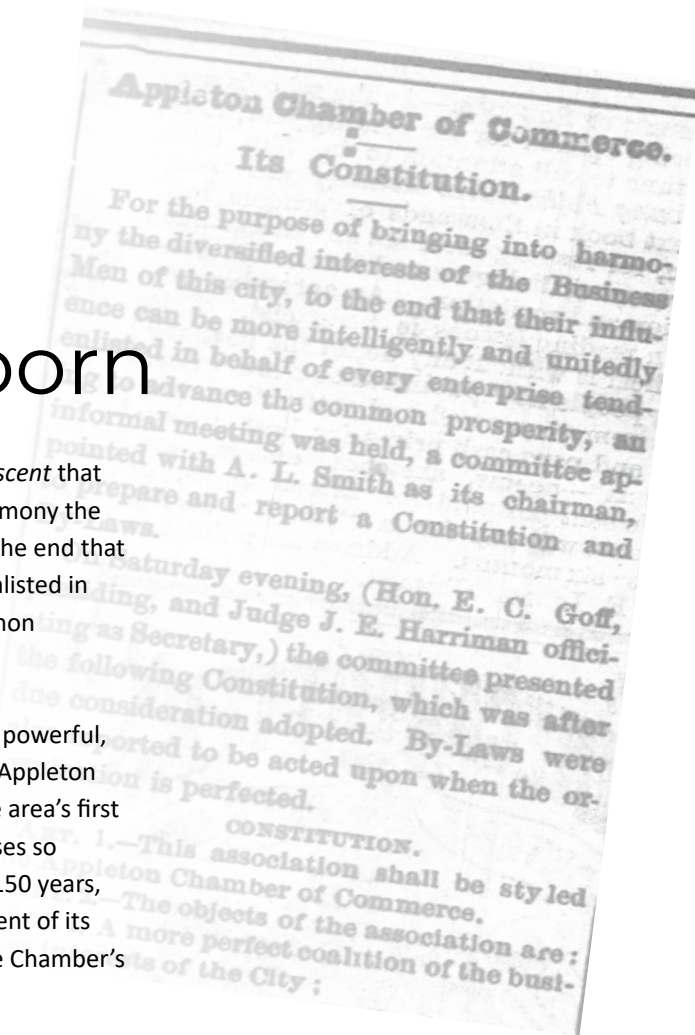 Appleton Chamber of Commerce.
Its Constitution.
For the purpose of bringing into harmo-
ny the diversified interests of the Business
Men of this city, to the end that their influ-
ence can be more intelligently and unitedly
enlisted in behalf of every enterprise tend-
ing to advance the common prosperity, an
informal meeting was held, a committee ap-
pointed with A. L. Smith as its chairman,
to prepare and report a Constitution and
By-Laws.
On Saturday evening, (Hon. E. C. Goff,
and Judge J. E. Harriman offici-
ating as Secretary,) the committee presented
the following Constitution, which was after
due consideration adopted. By-Laws were
reported to be acted upon when the or-
is perfected.
CONSTITUTION.
ART. 1.—This association shall be styled
Appleton Chamber of Commerce.
2.—The objects of the association are:
A more perfect coalition of the busi-
of the City;
born
scent that
mony the
he end that
listed in
mon
powerful,
Appleton
e area's first
ses so
150 years,
ent of its
e Chamber's